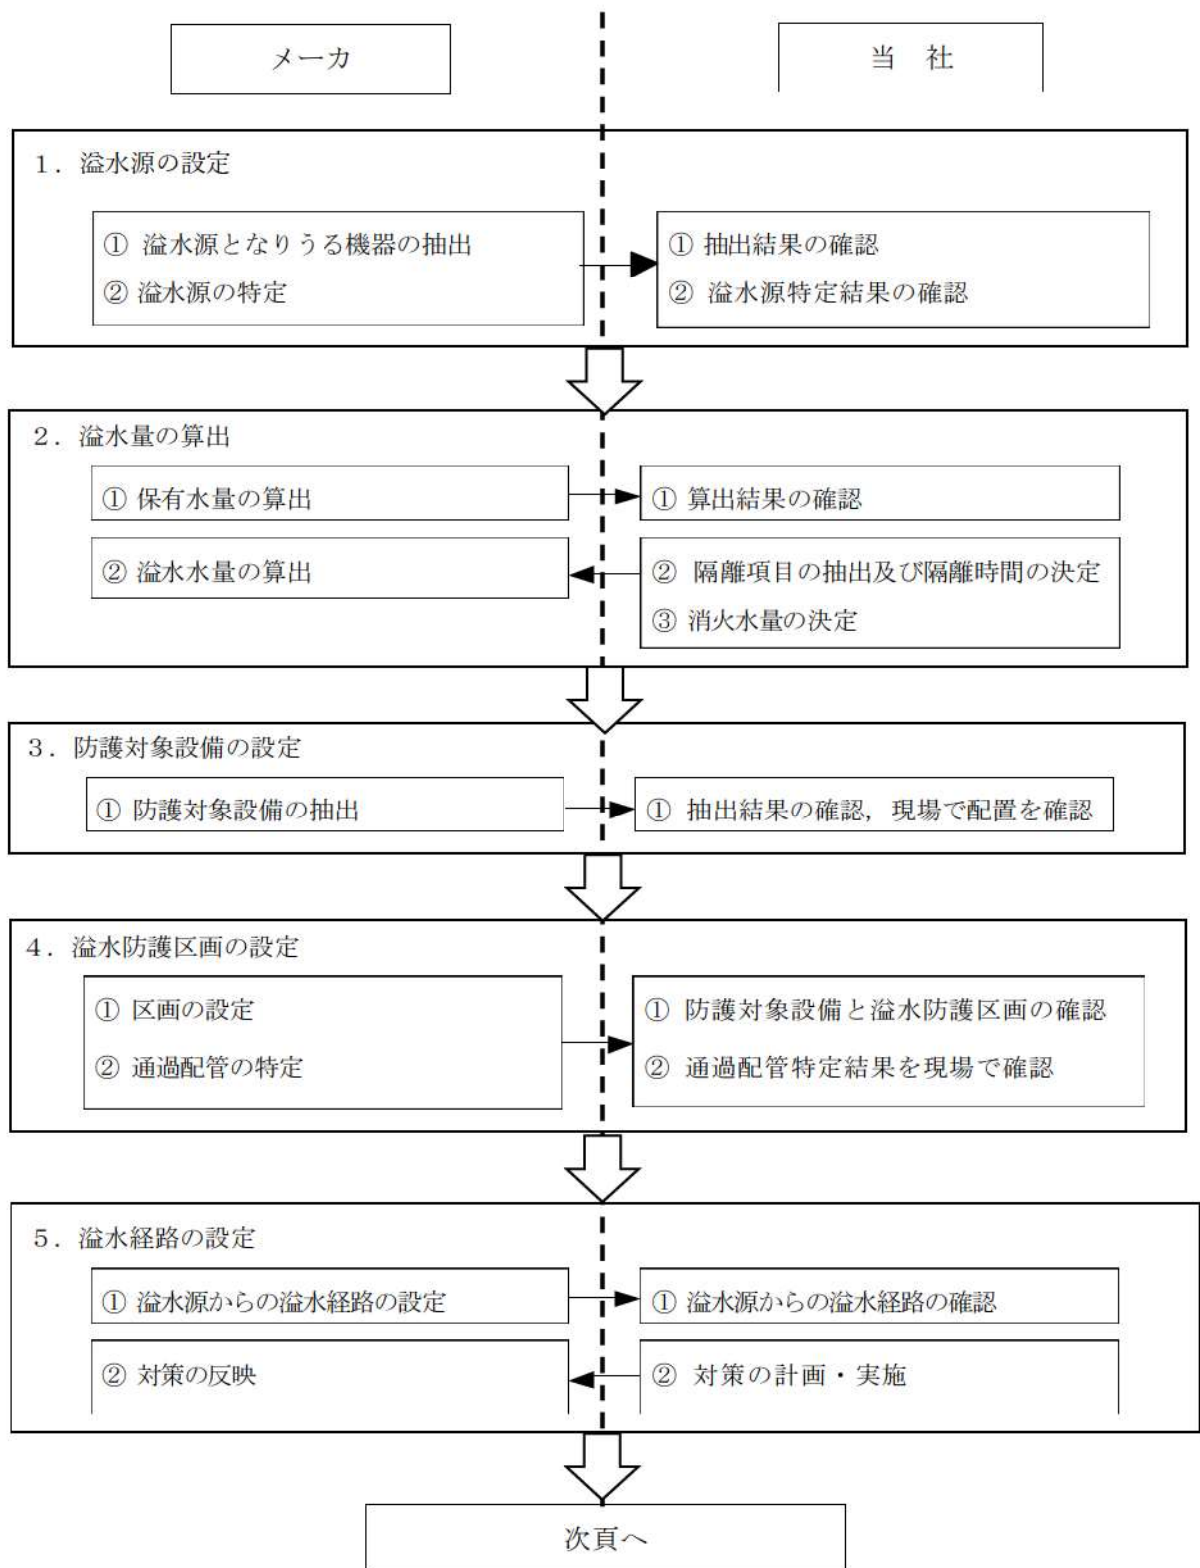 メーカ
当　社
１．溢水源の設定
① 溢水源となりうる機器の抽出
② 溢水源の特定
① 抽出結果の確認
② 溢水源特定結果の確認
２．溢水量の算出
① 保有水量の算出
① 算出結果の確認
② 溢水水量の算出
② 隔離項目の抽出及び隔離時間の決定
③ 消火水量の決定
３．防護対象設備の設定
① 防護対象設備の抽出
① 抽出結果の確認，現場で配置を確認
４．溢水防護区画の設定
① 区画の設定
② 通過配管の特定
① 防護対象設備と溢水防護区画の確認
② 通過配管特定結果を現場で確認
５．溢水経路の設定
① 溢水源からの溢水経路の設定
① 溢水源からの溢水経路の確認
② 対策の反映
② 対策の計画・実施
次頁へ